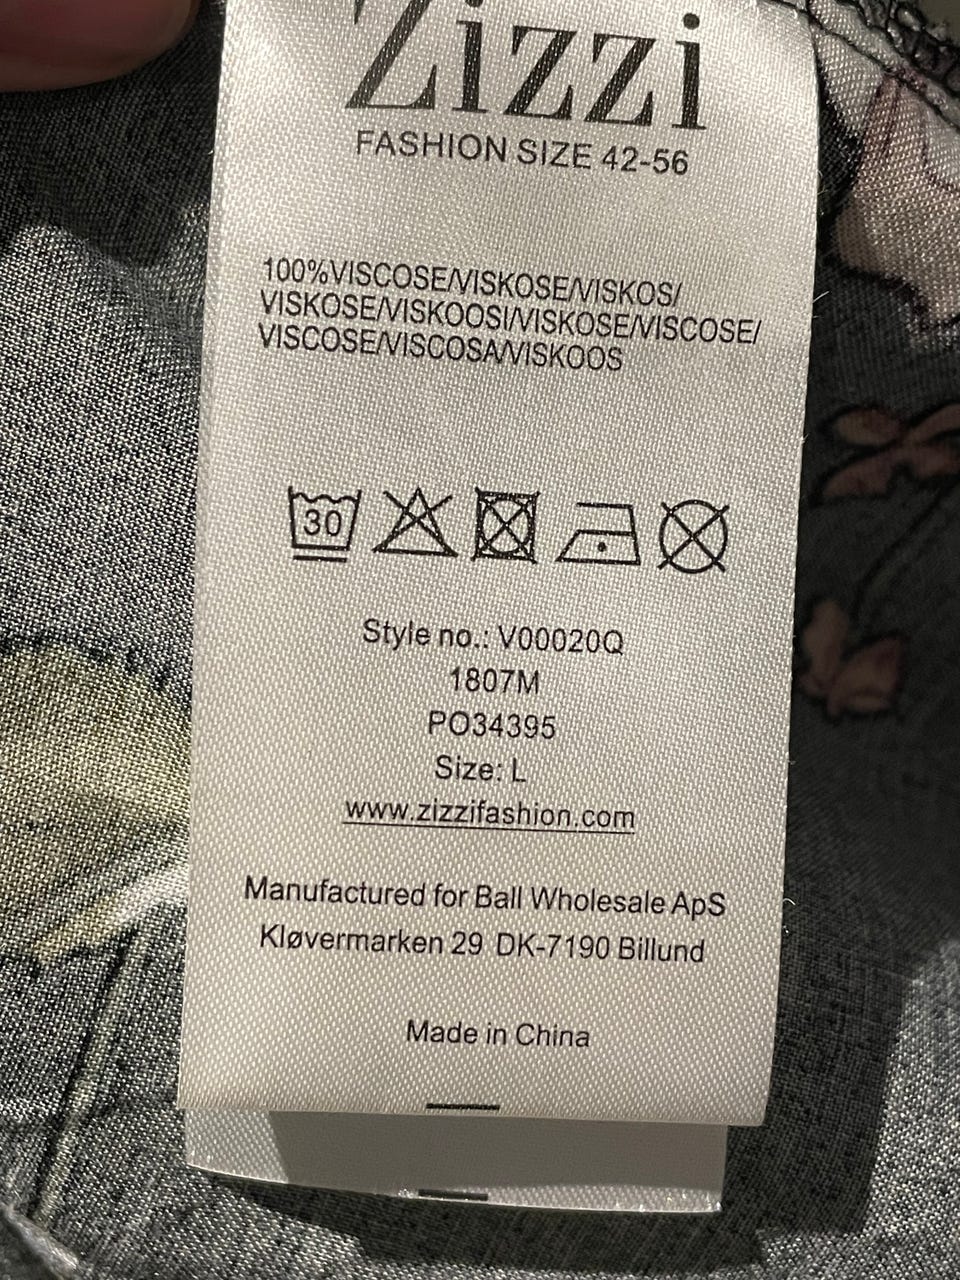 Zizzi
FASHION SIZE 42-56
100%VISCOSE/VISKOSE/VISKOS/
VISKOSE/VISKOOSI/VISKOSE/VISCOSE/
VISCOSE/VISCOSA/VISKOOS
30
Style no.: V00020Q
1807M
PO34395
Size: L
www.zizzifashion.com
Manufactured for Ball Wholesale ApS
Kløvermarken 29 DK-7190 Billund
Made in China